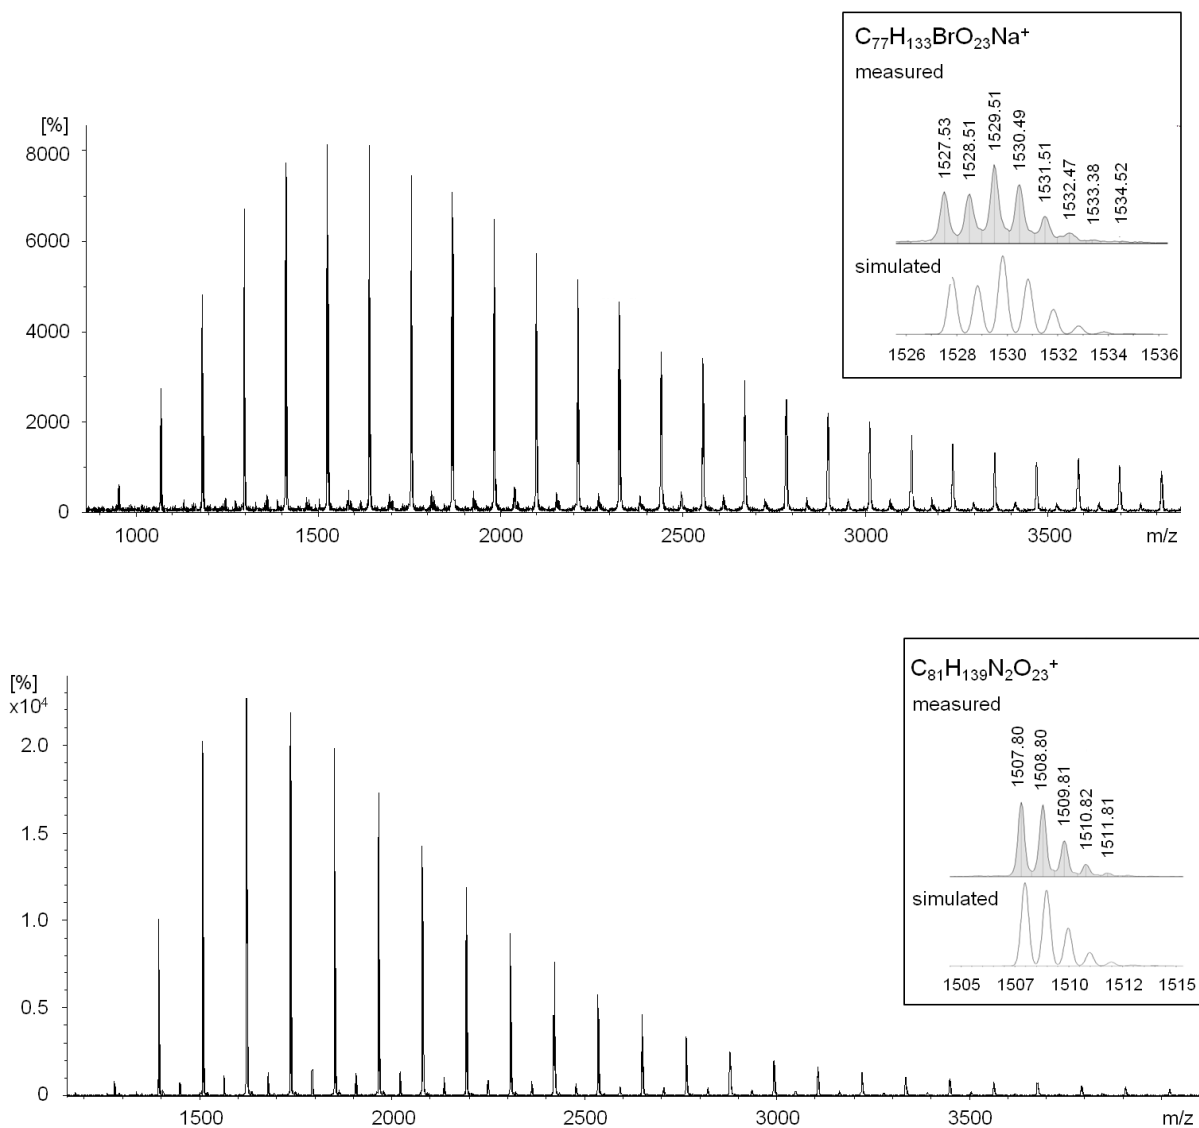 C₇₇H₁₃₃BrO₂₃Na⁺
measured
1527.53
1528.51
1529.51
1530.49
1531.51
1532.47
1533.38
1534.52
simulated
1526 1528 1530 1532 1534 1536
[%]
8000
6000
4000
2000
0
1000 1500 2000 2500 3000 3500 m/z
C₈₁H₁₃₉N₂O₂₃⁺
measured
1507.80
1508.80
1509.81
1510.82
1511.81
simulated
1505 1507 1510 1512 1515
[%]
x10⁴
2.0
1.5
1.0
0.5
0
1500 2000 2500 3000 3500 m/z